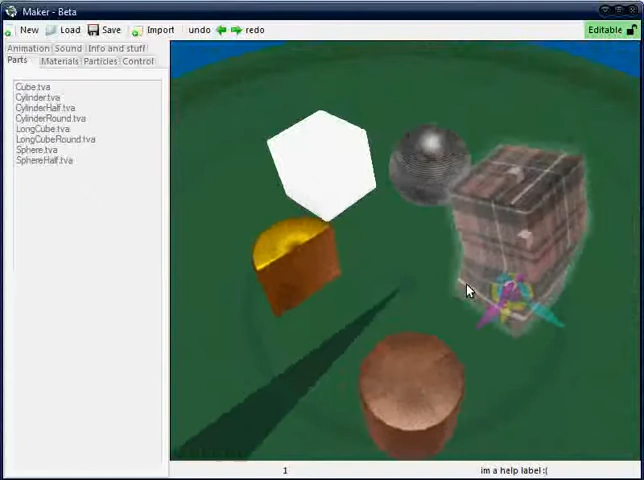 Maker - Beta
New Load Save Import undo redo Editable
Animation Sound Info and stuff
Parts Materials Particles Control
Cube.tva
Cylinder.tva
CylinderHalf.tva
CylinderRound.tva
LongCube.tva
LongCubeRound.tva
Sphere.tva
SphereHalf.tva
1 im a help label :(